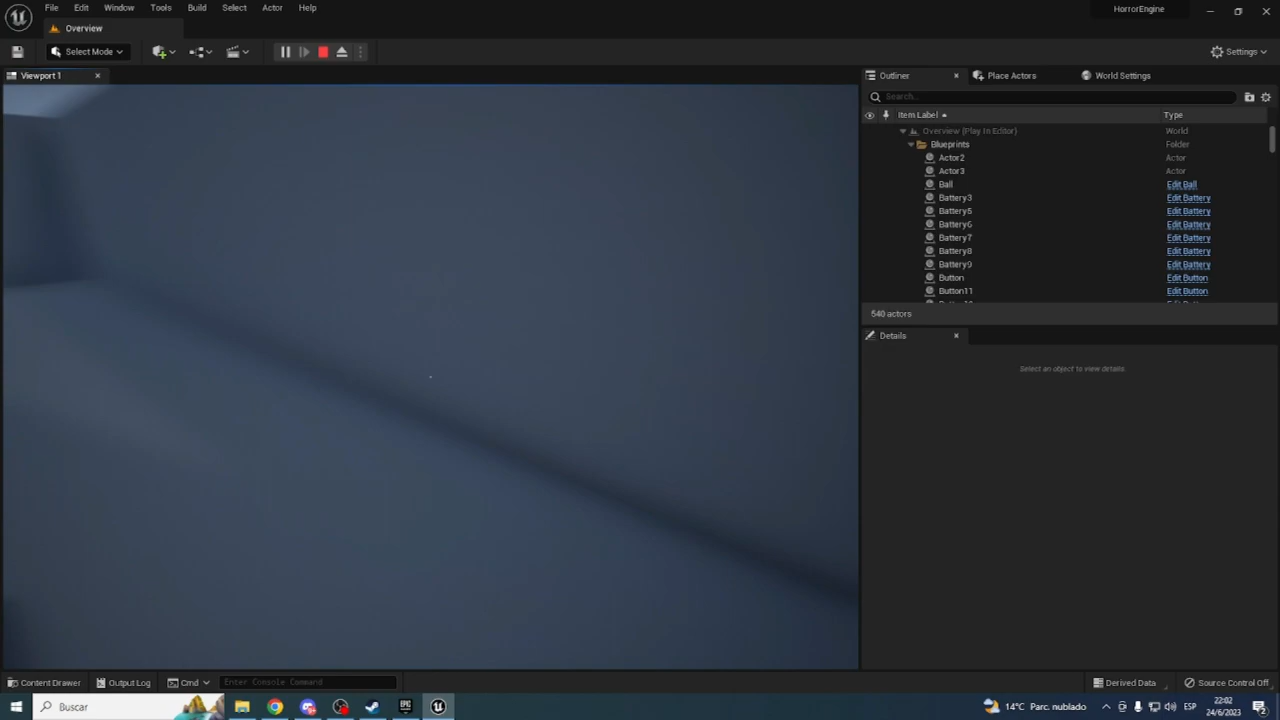 File Edit Window Tools Build Select Actor Help
HorrorEngine
Overview
Select Mode
Settings
Viewport 1
Outliner
Place Actors
World Settings
Search...
Item Label
Type
Overview (Play In Editor) World
Blueprints Folder
Actor2 Actor
Actor3 Actor
Ball Edit Ball
Battery3 Edit Battery
Battery5 Edit Battery
Battery6 Edit Battery
Battery7 Edit Battery
Battery8 Edit Battery
Battery9 Edit Battery
Button Edit Button
Button11 Edit Button
540 actors
Details
Select an object to view details.
Content Drawer
Output Log
Cmd
Enter Console Command
Derived Data
Source Control Off
Buscar
14°C Parc. nublado
ESP
22:02
24/6/2023
2